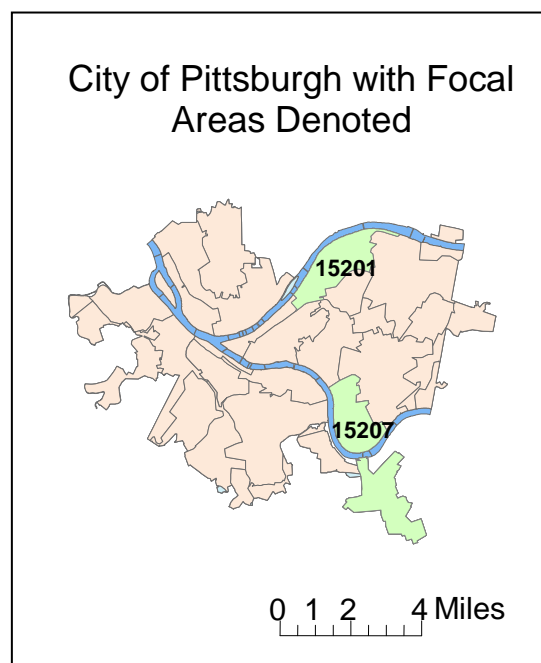 City of Pittsburgh with Focal
Areas Denoted
15201
15207
0 1 2 4 Miles